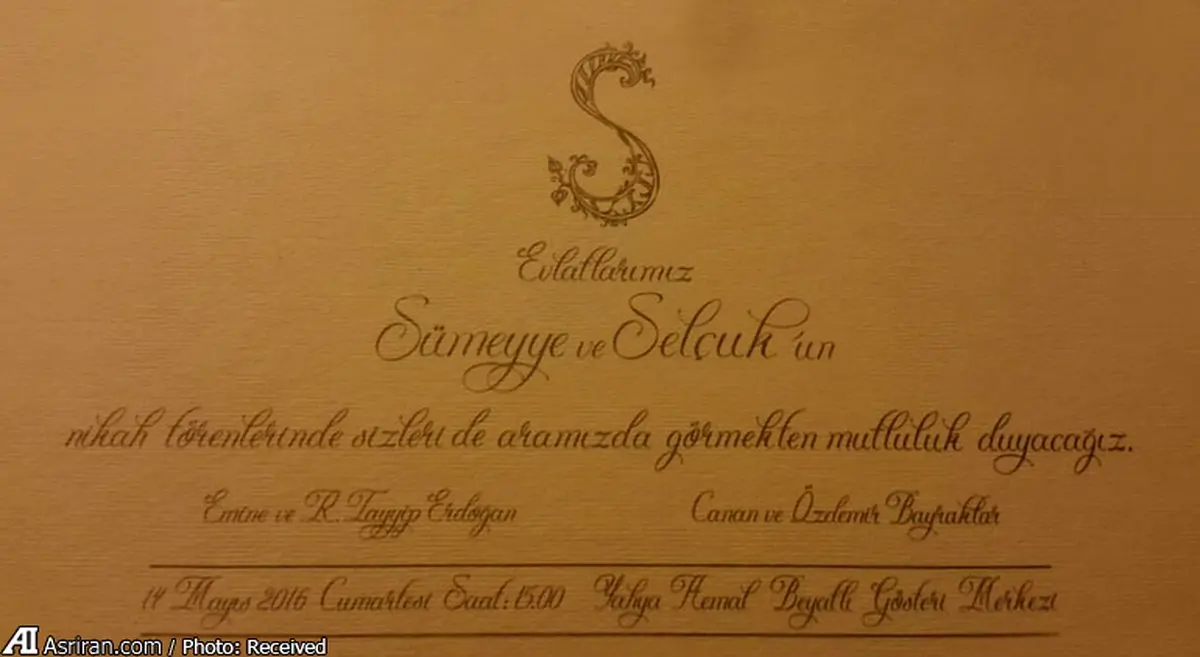 S
Evlatlarımız
Sümeyye ve Selçuk'un
nikah törenlerinde sizleri de aramızda görmekten mutluluk duyacağız.
Emine ve R. Tayyip Erdoğan Canan ve Özdemir Bayraktar
14 Mayıs 2016 Cumartesi Saat: 15.00 Yahya Kemal Beyatlı Gösteri Merkezi
AI Asriran.com / Photo: Received